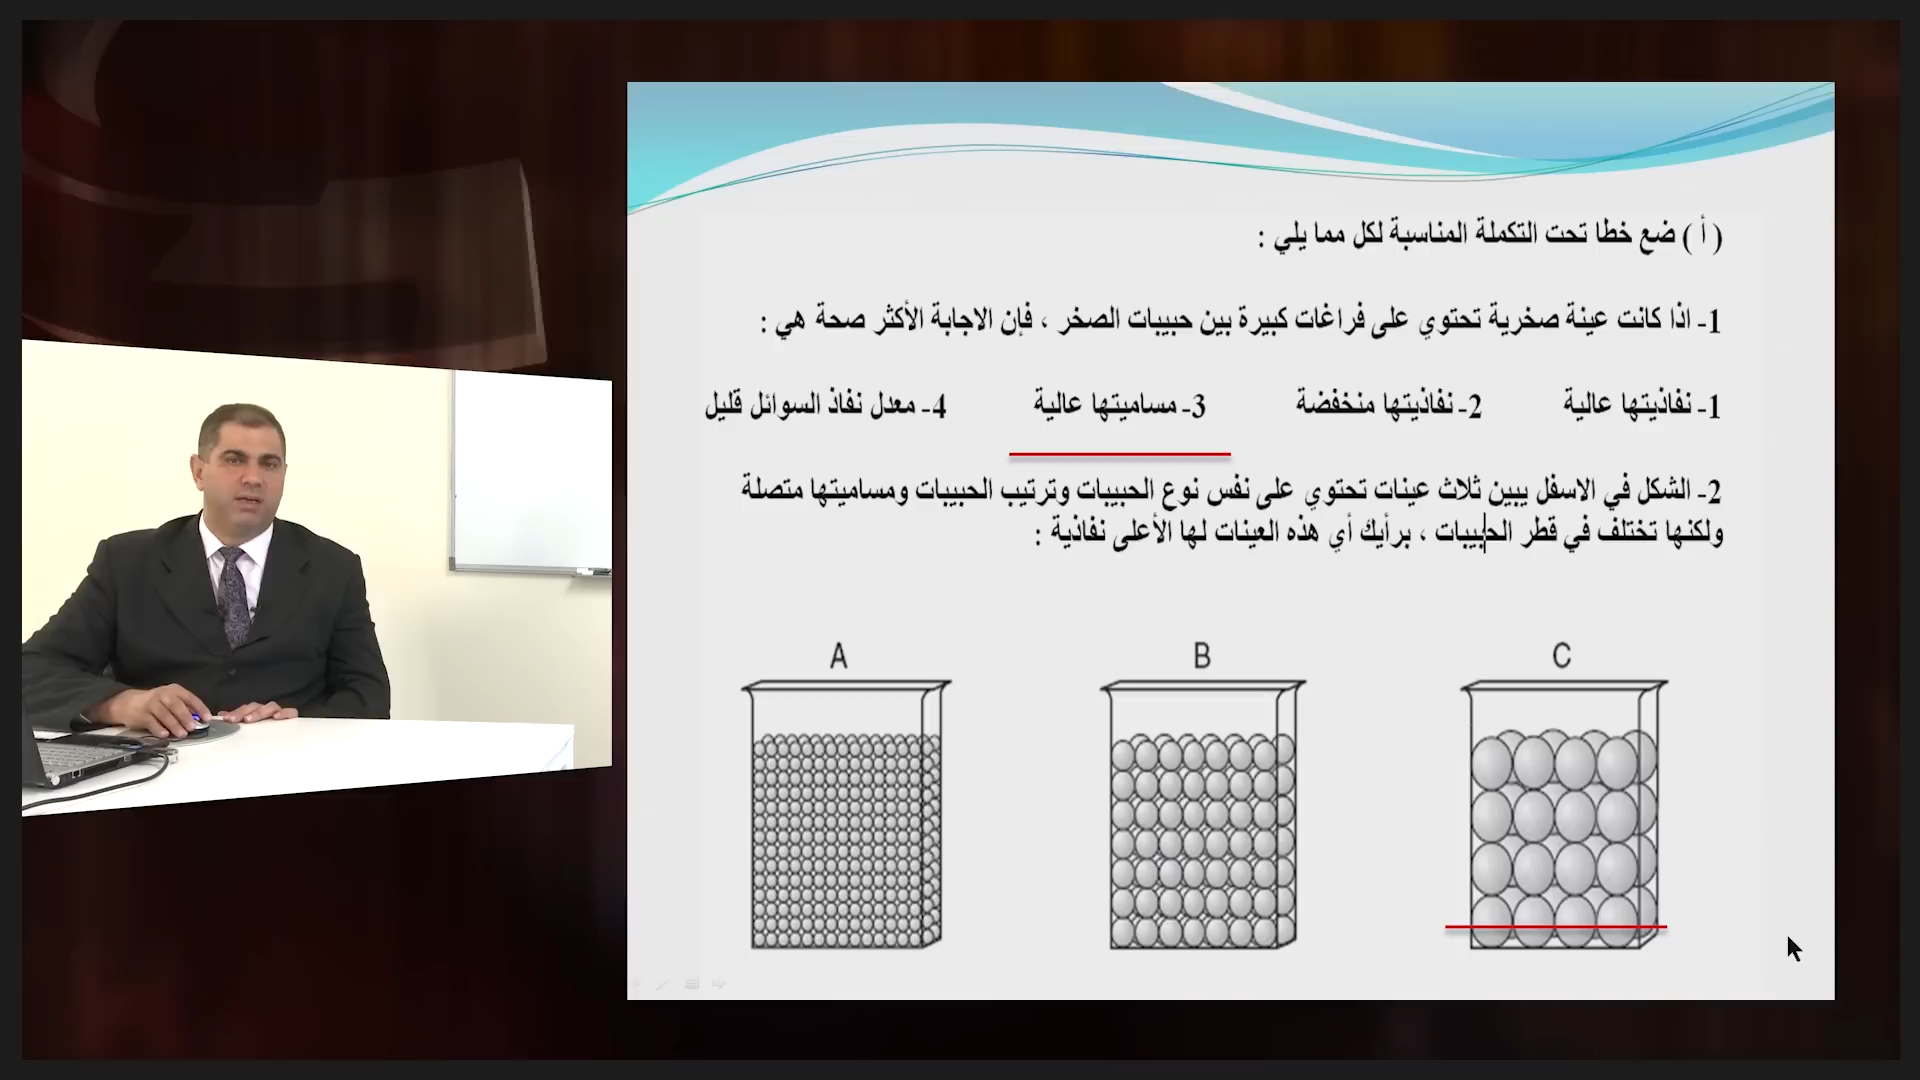 ( أ ) ضع خطا تحت التكملة المناسبة لكل مما يلي :
1- اذا كانت عينة صخرية تحتوي على فراغات كبيرة بين حبيبات الصخر ، فإن الاجابة الأكثر صحة هي :
1- نفاذيتها عالية 2- نفاذيتها منخفضة 3- مساميتها عالية 4- معدل نفاذ السوائل قليل
2- الشكل في الاسفل يبين ثلاث عينات تحتوي على نفس نوع الحبيبات وترتيب الحبيبات ومساميتها متصلة
ولكنها تختلف في قطر الحبيبات ، برأيك أي هذه العينات لها الأعلى نفاذية :
A B C